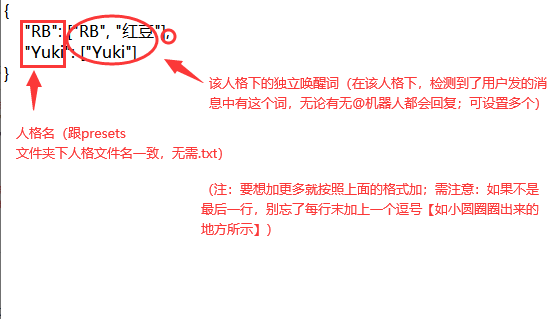 {
"RB": ["RB", "红豆"],
"Yuki": ["Yuki"]
}
该人格下的独立唤醒词（在该人格下，检测到了用户发的消
息中有这个词，无论有无@机器人都会回复；可设置多个）
人格名（跟presets
文件夹下人格文件名一致，无需.txt）
（注：要想加更多就按照上面的格式加；需注意：如果不是
最后一行，别忘了每行末加上一个逗号【如小圆圈圈出来的
地方所示】）